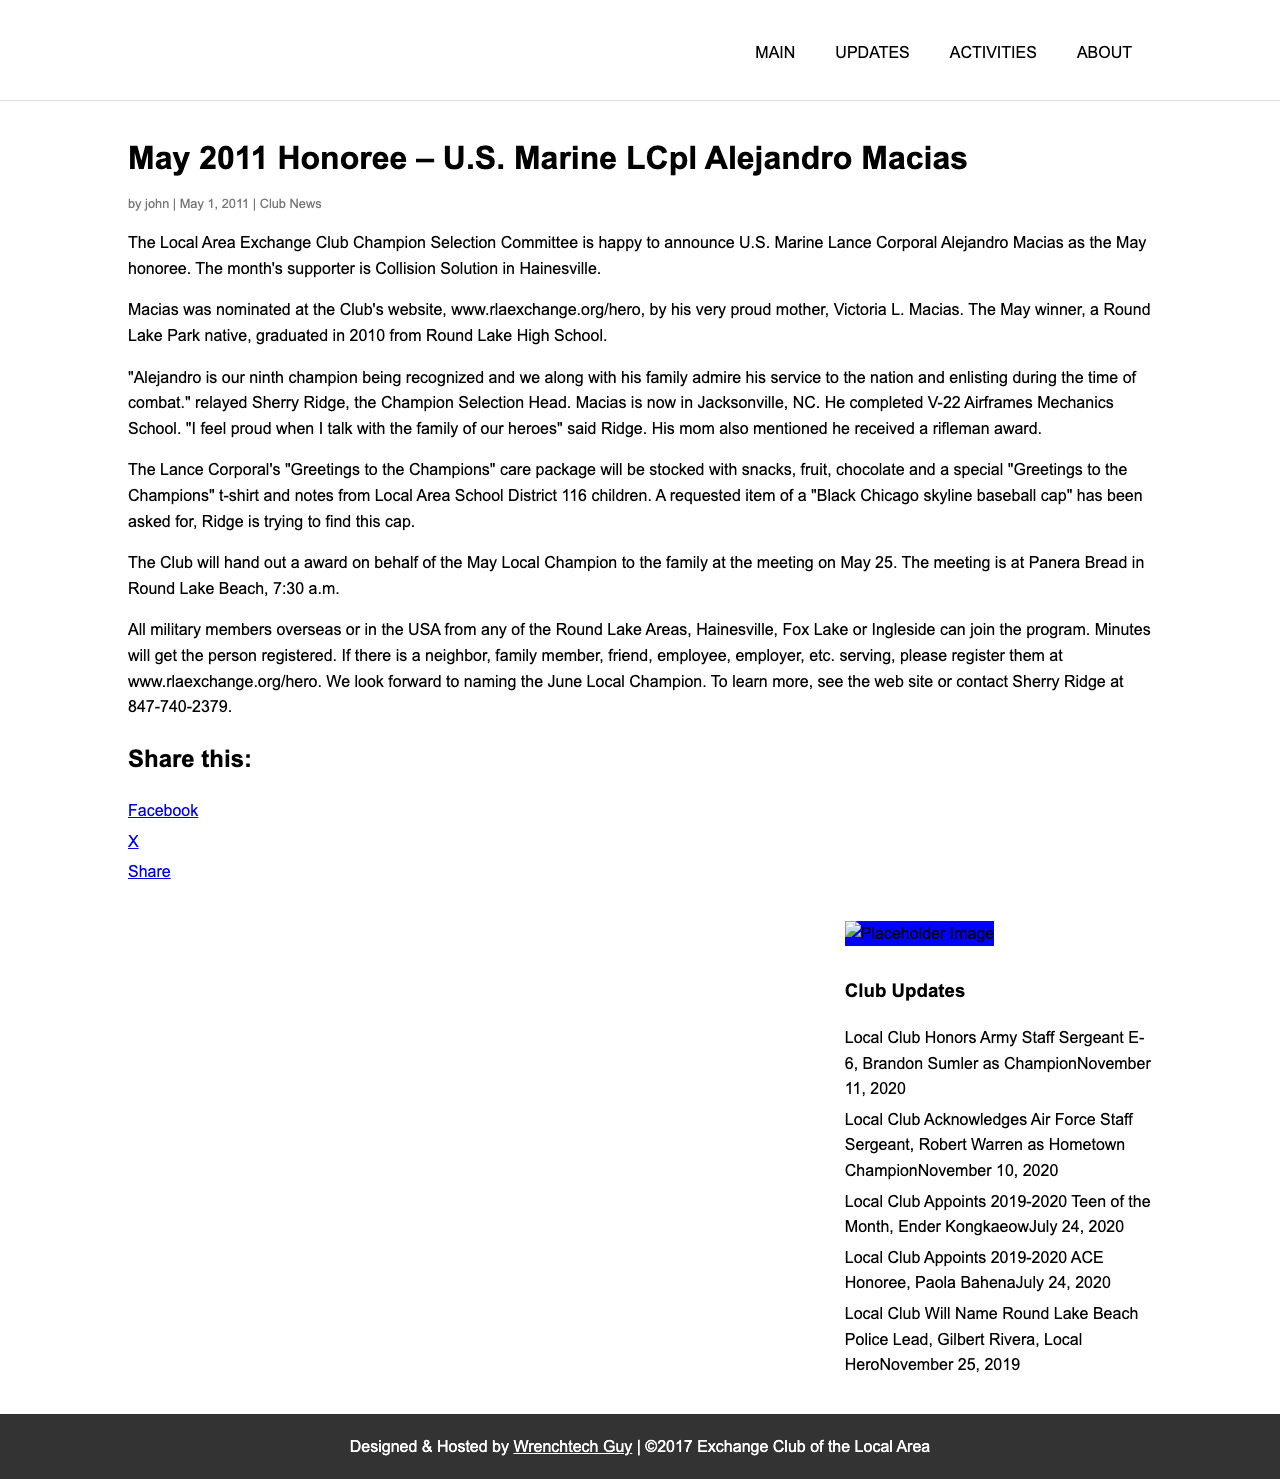 MAIN UPDATES ACTIVITIES ABOUT
May 2011 Honoree – U.S. Marine LCpl Alejandro Macias
by john | May 1, 2011 | Club News
The Local Area Exchange Club Champion Selection Committee is happy to announce U.S. Marine Lance Corporal Alejandro Macias as the May
honoree. The month's supporter is Collision Solution in Hainesville.
Macias was nominated at the Club's website, www.rlaexchange.org/hero, by his very proud mother, Victoria L. Macias. The May winner, a Round
Lake Park native, graduated in 2010 from Round Lake High School.
"Alejandro is our ninth champion being recognized and we along with his family admire his service to the nation and enlisting during the time of
combat." relayed Sherry Ridge, the Champion Selection Head. Macias is now in Jacksonville, NC. He completed V-22 Airframes Mechanics
School. "I feel proud when I talk with the family of our heroes" said Ridge. His mom also mentioned he received a rifleman award.
The Lance Corporal's "Greetings to the Champions" care package will be stocked with snacks, fruit, chocolate and a special "Greetings to the
Champions" t-shirt and notes from Local Area School District 116 children. A requested item of a "Black Chicago skyline baseball cap" has been
asked for, Ridge is trying to find this cap.
The Club will hand out a award on behalf of the May Local Champion to the family at the meeting on May 25. The meeting is at Panera Bread in
Round Lake Beach, 7:30 a.m.
All military members overseas or in the USA from any of the Round Lake Areas, Hainesville, Fox Lake or Ingleside can join the program. Minutes
will get the person registered. If there is a neighbor, family member, friend, employee, employer, etc. serving, please register them at
www.rlaexchange.org/hero. We look forward to naming the June Local Champion. To learn more, see the web site or contact Sherry Ridge at
847-740-2379.
Share this:
Facebook
X
Share
Placeholder Image
Club Updates
Local Club Honors Army Staff Sergeant E-
6, Brandon Sumler as ChampionNovember
11, 2020
Local Club Acknowledges Air Force Staff
Sergeant, Robert Warren as Hometown
ChampionNovember 10, 2020
Local Club Appoints 2019-2020 Teen of the
Month, Ender KongkaeowJuly 24, 2020
Local Club Appoints 2019-2020 ACE
Honoree, Paola BahenaJuly 24, 2020
Local Club Will Name Round Lake Beach
Police Lead, Gilbert Rivera, Local
HeroNovember 25, 2019
Designed & Hosted by Wrenchtech Guy | ©2017 Exchange Club of the Local Area